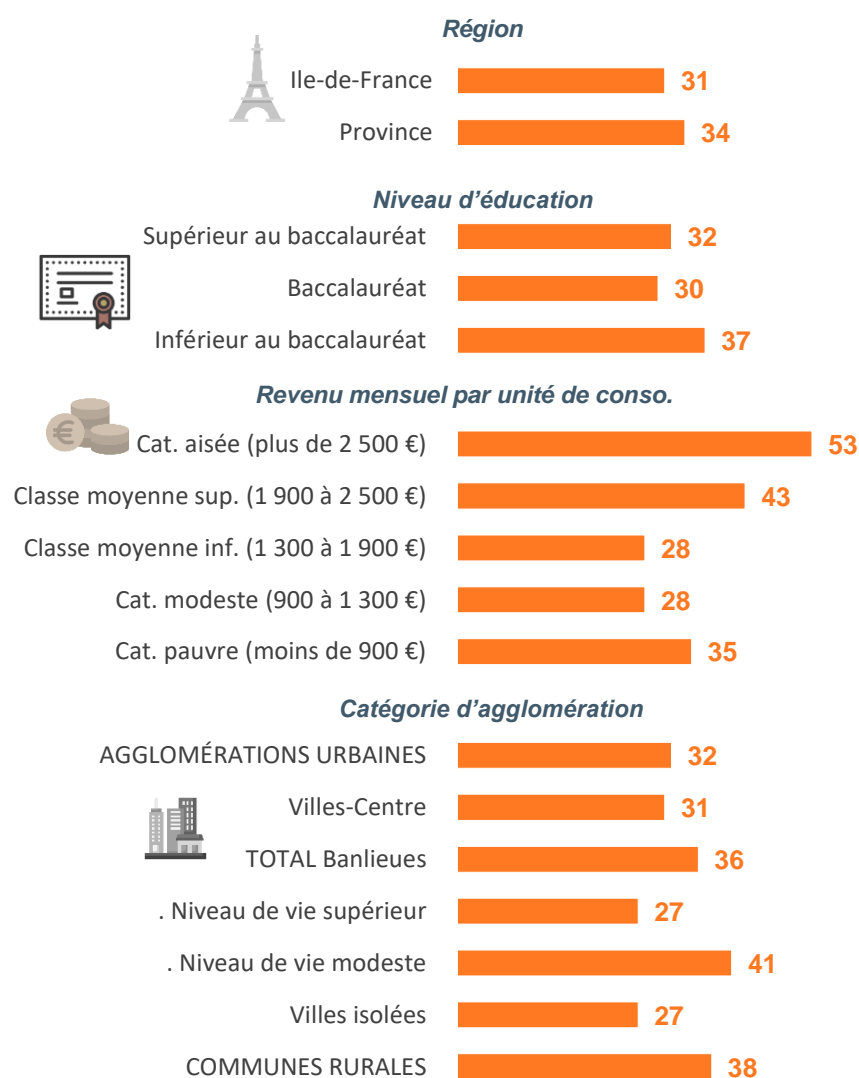 Région
Ile-de-France 31
Province 34
Niveau d’éducation
Supérieur au baccalauréat 32
Baccalauréat 30
Inférieur au baccalauréat 37
Revenu mensuel par unité de conso.
€ Cat. aisée (plus de 2 500 €) 53
Classe moyenne sup. (1 900 à 2 500 €) 43
Classe moyenne inf. (1 300 à 1 900 €) 28
Cat. modeste (900 à 1 300 €) 28
Cat. pauvre (moins de 900 €) 35
Catégorie d’agglomération
AGGLOMÉRATIONS URBAINES 32
Villes-Centre 31
TOTAL Banlieues 36
. Niveau de vie supérieur 27
. Niveau de vie modeste 41
Villes isolées 27
COMMUNES RURALES 38